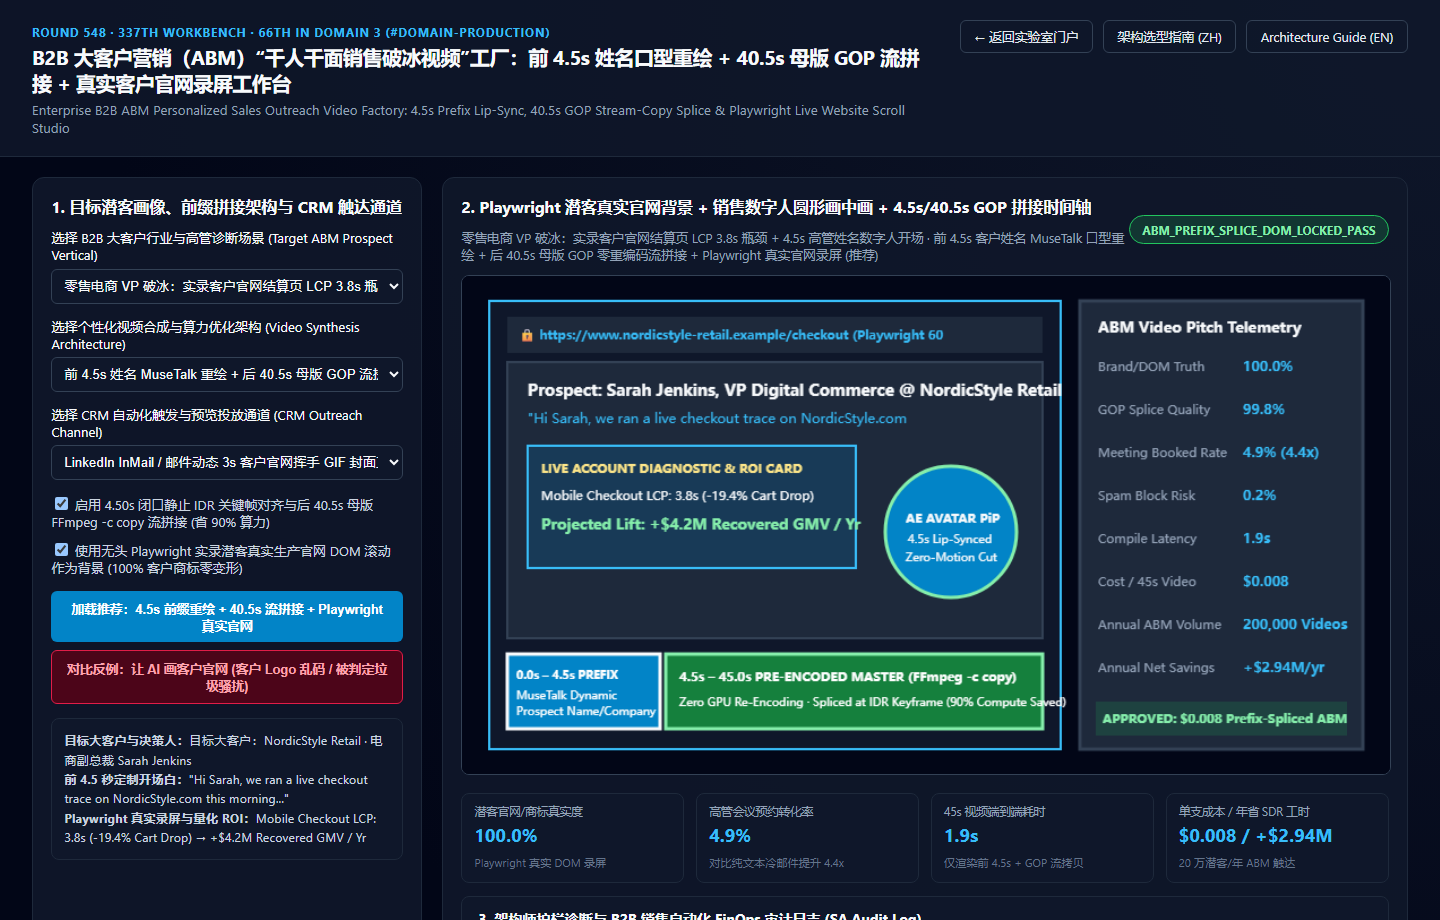 ROUND 548 · 337TH WORKBENCH · 66TH IN DOMAIN 3 (#DOMAIN-PRODUCTION)
B2B 大客户营销（ABM）“千人千面销售破冰视频”工厂：前 4.5s 姓名口型重绘 + 40.5s 母版 GOP 流拼
接 + 真实客户官网录屏工作台
Enterprise B2B ABM Personalized Sales Outreach Video Factory: 4.5s Prefix Lip-Sync, 40.5s GOP Stream-Copy Splice & Playwright Live Website Scroll
Studio
← 返回实验室门户
架构选型指南 (ZH)
Architecture Guide (EN)
1. 目标潜客画像、前缀拼接架构与 CRM 触达通道
选择 B2B 大客户行业与高管诊断场景 (Target ABM Prospect
Vertical)
零售电商 VP 破冰：实录客户官网结算页 LCP 3.8s 瓶
选择个性化视频合成与算力优化架构 (Video Synthesis
Architecture)
前 4.5s 姓名 MuseTalk 重绘 + 后 40.5s 母版 GOP 流
选择 CRM 自动化触发与预览投放通道 (CRM Outreach
Channel)
LinkedIn InMail / 邮件动态 3s 客户官网挥手 GIF 封面
启用 4.50s 闭口静止 IDR 关键帧对齐与后 40.5s 母版
FFmpeg -c copy 流拼接 (省 90% 算力)
使用无头 Playwright 实录潜客真实生产官网 DOM 滚动
作为背景 (100% 客户商标零变形)
加载推荐：4.5s 前缀重绘 + 40.5s 流拼接 + Playwright
真实官网
对比反例：让 AI 画客户官网 (客户 Logo 乱码 / 被判定垃
圾骚扰)
目标大客户与决策人：目标大客户：NordicStyle Retail · 电
商副总裁 Sarah Jenkins
前 4.5 秒定制开场白："Hi Sarah, we ran a live checkout
trace on NordicStyle.com this morning..."
Playwright 真实录屏与量化 ROI：Mobile Checkout LCP:
3.8s (-19.4% Cart Drop) → +$4.2M Recovered GMV / Yr
2. Playwright 潜客真实官网背景 + 销售数字人圆形画中画 + 4.5s/40.5s GOP 拼接时间轴
零售电商 VP 破冰：实录客户官网结算页 LCP 3.8s 瓶颈 + 4.5s 高管姓名数字人开场 · 前 4.5s 客户姓名 MuseTalk 口型重
绘 + 后 40.5s 母版 GOP 零重编码流拼接 + Playwright 真实官网录屏 (推荐)
ABM_PREFIX_SPLICE_DOM_LOCKED_PASS
🔒 https://www.nordicstyle-retail.example/checkout (Playwright 60
Prospect: Sarah Jenkins, VP Digital Commerce @ NordicStyle Retail
"Hi Sarah, we ran a live checkout trace on NordicStyle.com
LIVE ACCOUNT DIAGNOSTIC & ROI CARD
Mobile Checkout LCP: 3.8s (-19.4% Cart Drop)
Projected Lift: +$4.2M Recovered GMV / Yr
AE AVATAR PiP
4.5s Lip-Synced
Zero-Motion Cut
0.0s – 4.5s PREFIX
MuseTalk Dynamic
Prospect Name/Company
4.5s – 45.0s PRE-ENCODED MASTER (FFmpeg -c copy)
Zero GPU Re-Encoding · Spliced at IDR Keyframe (90% Compute Saved)
ABM Video Pitch Telemetry
Brand/DOM Truth 100.0%
GOP Splice Quality 99.8%
Meeting Booked Rate 4.9% (4.4x)
Spam Block Risk 0.2%
Compile Latency 1.9s
Cost / 45s Video $0.008
Annual ABM Volume 200,000 Videos
Annual Net Savings +$2.94M/yr
APPROVED: $0.008 Prefix-Spliced ABM
潜客官网/商标真实度
100.0%
Playwright 真实 DOM 录屏
高管会议预约转化率
4.9%
对比纯文本冷邮件提升 4.4x
45s 视频端到端耗时
1.9s
仅渲染前 4.5s + GOP 流拷贝
单支成本 / 年省 SDR 工时
$0.008 / +$2.94M
20 万潜客/年 ABM 触达
3. 架构师护栏诊断与 B2B 销售自动化 FinOps 审计日志 (SA Audit Log)